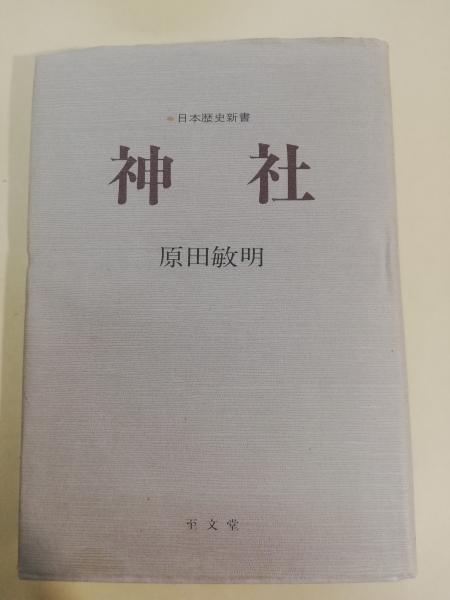 日本歴史新書
神社
原田敏明
至文堂